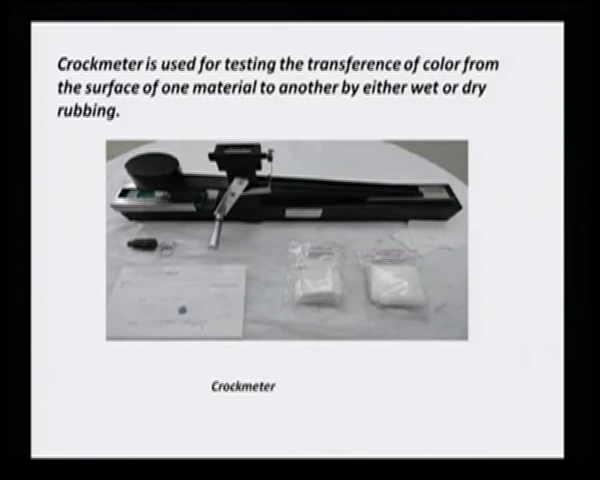 Crockmeter is used for testing the transference of color from
the surface of one material to another by either wet or dry
rubbing.
Crockmeter